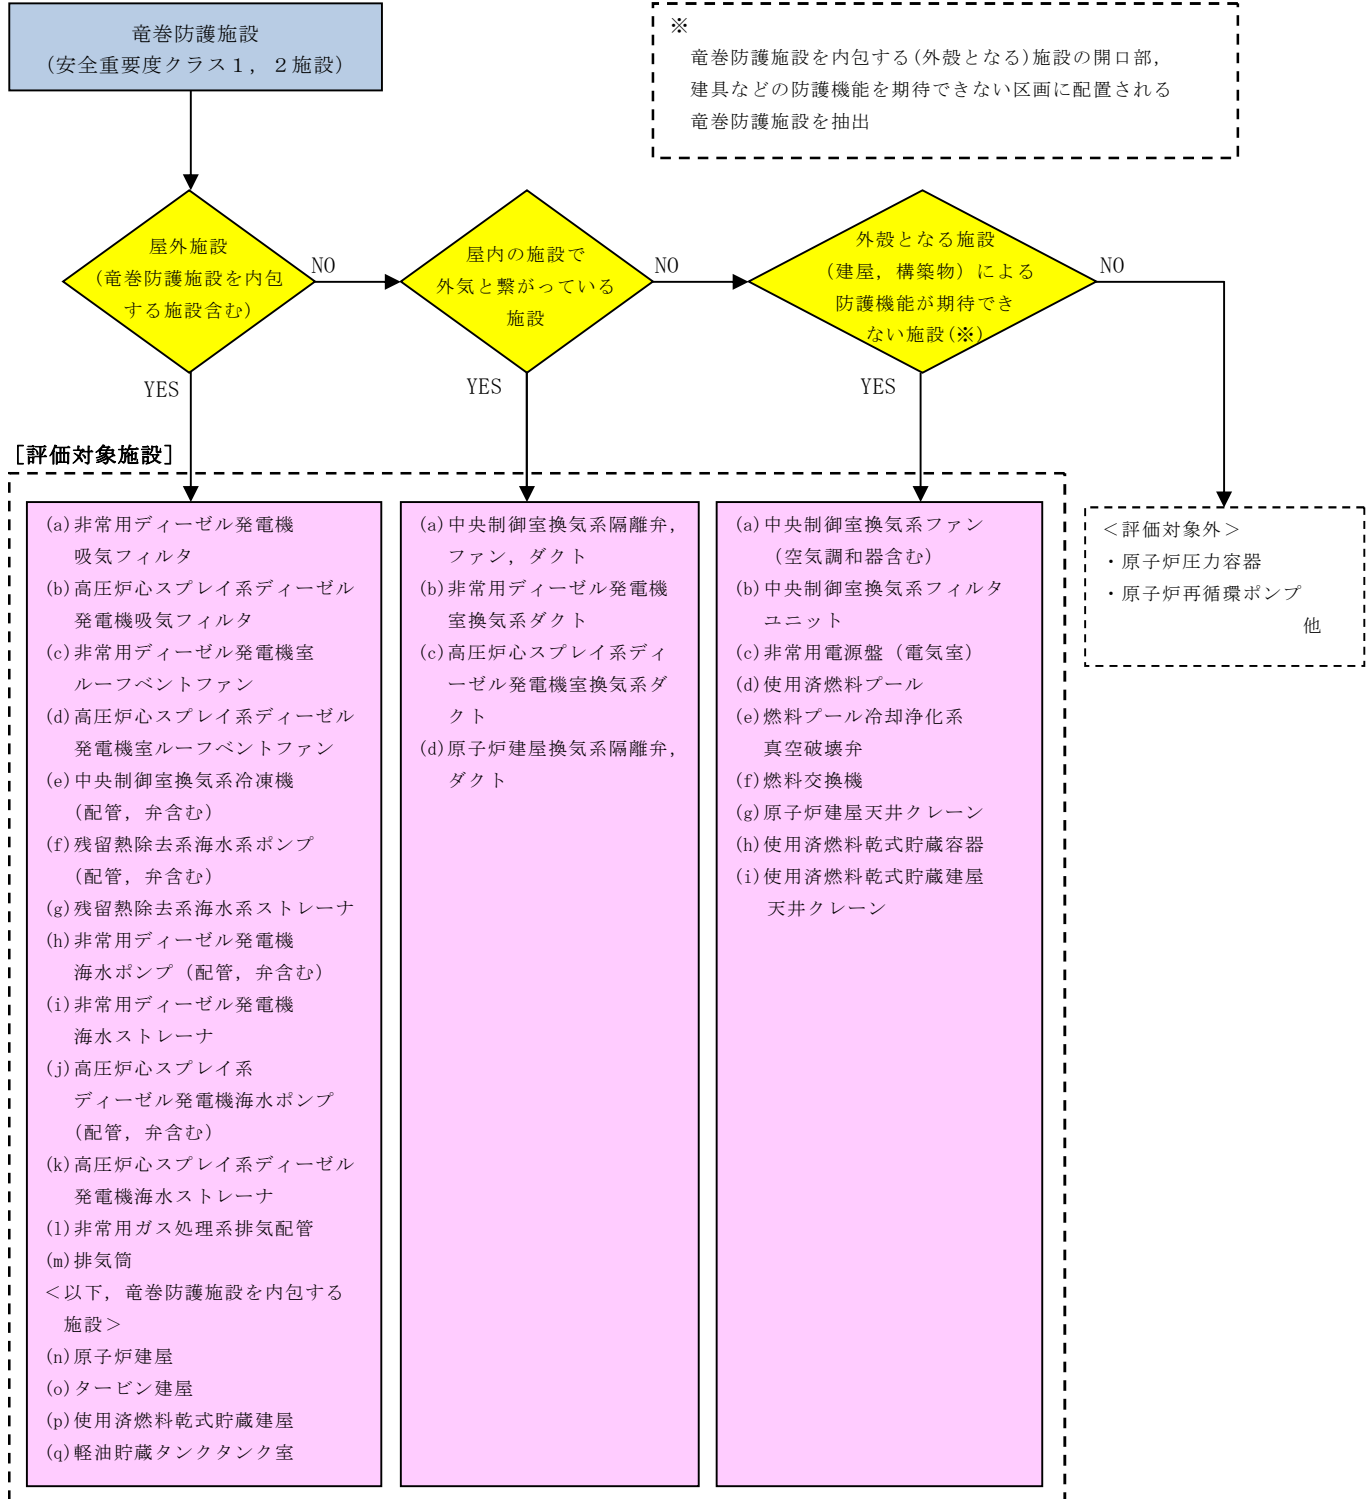 竜巻防護施設
（安全重要度クラス１，２施設）
※
竜巻防護施設を内包する(外殻となる)施設の開口部，
建具などの防護機能を期待できない区画に配置される
竜巻防護施設を抽出
屋外施設
(竜巻防護施設を内包
する施設含む)
NO
屋内の施設で
外気と繋がっている
施設
NO
外殻となる施設
（建屋，構築物）による
防護機能が期待でき
ない施設(※)
NO
YES
YES
YES
［評価対象施設］
(a)非常用ディーゼル発電機
吸気フィルタ
(b)高圧炉心スプレイ系ディーゼル
発電機吸気フィルタ
(c)非常用ディーゼル発電機室
ルーフベントファン
(d)高圧炉心スプレイ系ディーゼル
発電機室ルーフベントファン
(e)中央制御室換気系冷凍機
（配管，弁含む）
(f)残留熱除去系海水系ポンプ
（配管，弁含む）
(g)残留熱除去系海水系ストレーナ
(h)非常用ディーゼル発電機
海水ポンプ（配管，弁含む）
(i)非常用ディーゼル発電機
海水ストレーナ
(j)高圧炉心スプレイ系
ディーゼル発電機海水ポンプ
（配管，弁含む）
(k)高圧炉心スプレイ系ディーゼル
発電機海水ストレーナ
(l)非常用ガス処理系排気配管
(m)排気筒
＜以下，竜巻防護施設を内包する
施設＞
(n)原子炉建屋
(o)タービン建屋
(p)使用済燃料乾式貯蔵建屋
(q)軽油貯蔵タンクタンク室
(a)中央制御室換気系隔離弁，
ファン，ダクト
(b)非常用ディーゼル発電機
室換気系ダクト
(c)高圧炉心スプレイ系ディ
ーゼル発電機室換気系ダ
クト
(d)原子炉建屋換気系隔離弁，
ダクト
(a)中央制御室換気系ファン
（空気調和器含む）
(b)中央制御室換気系フィルタ
ユニット
(c)非常用電源盤（電気室）
(d)使用済燃料プール
(e)燃料プール冷却浄化系
真空破壊弁
(f)燃料交換機
(g)原子炉建屋天井クレーン
(h)使用済燃料乾式貯蔵容器
(i)使用済燃料乾式貯蔵建屋
天井クレーン
＜評価対象外＞
・原子炉圧力容器
・原子炉再循環ポンプ
他